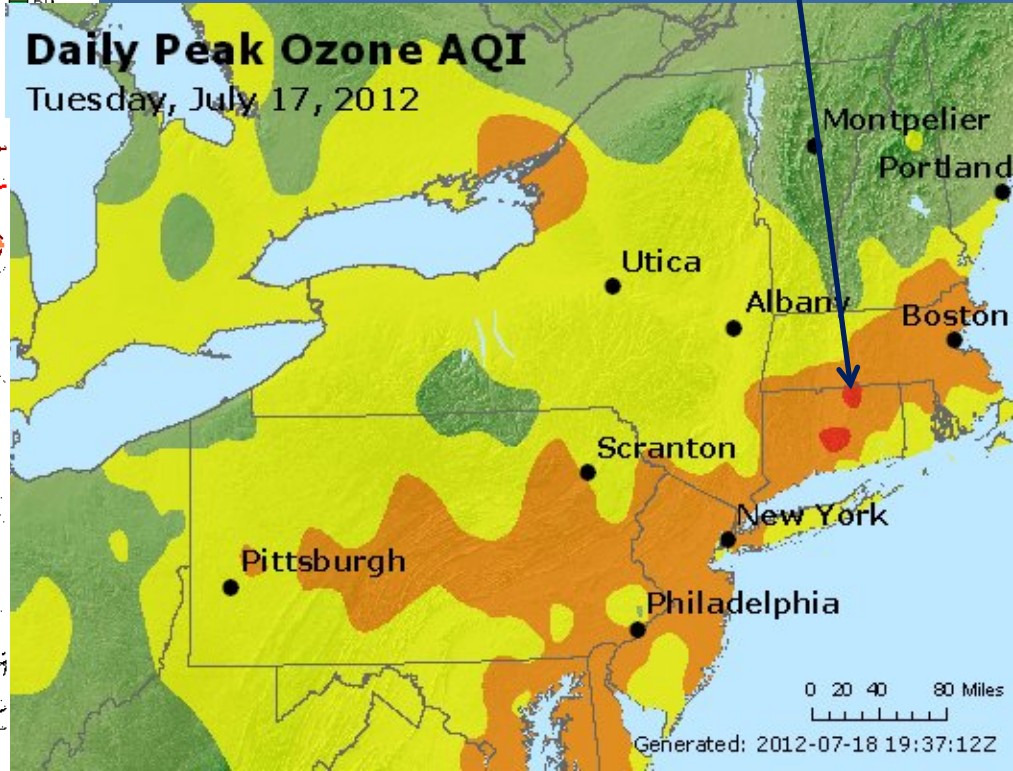 Daily Peak Ozone AQI
Tuesday, July 17, 2012
Montpelier
Portland
Utica
Albany
Boston
Scranton
New York
Pittsburgh
Philadelphia
0 20 40 80 Miles
Generated: 2012-07-18 19:37:12Z